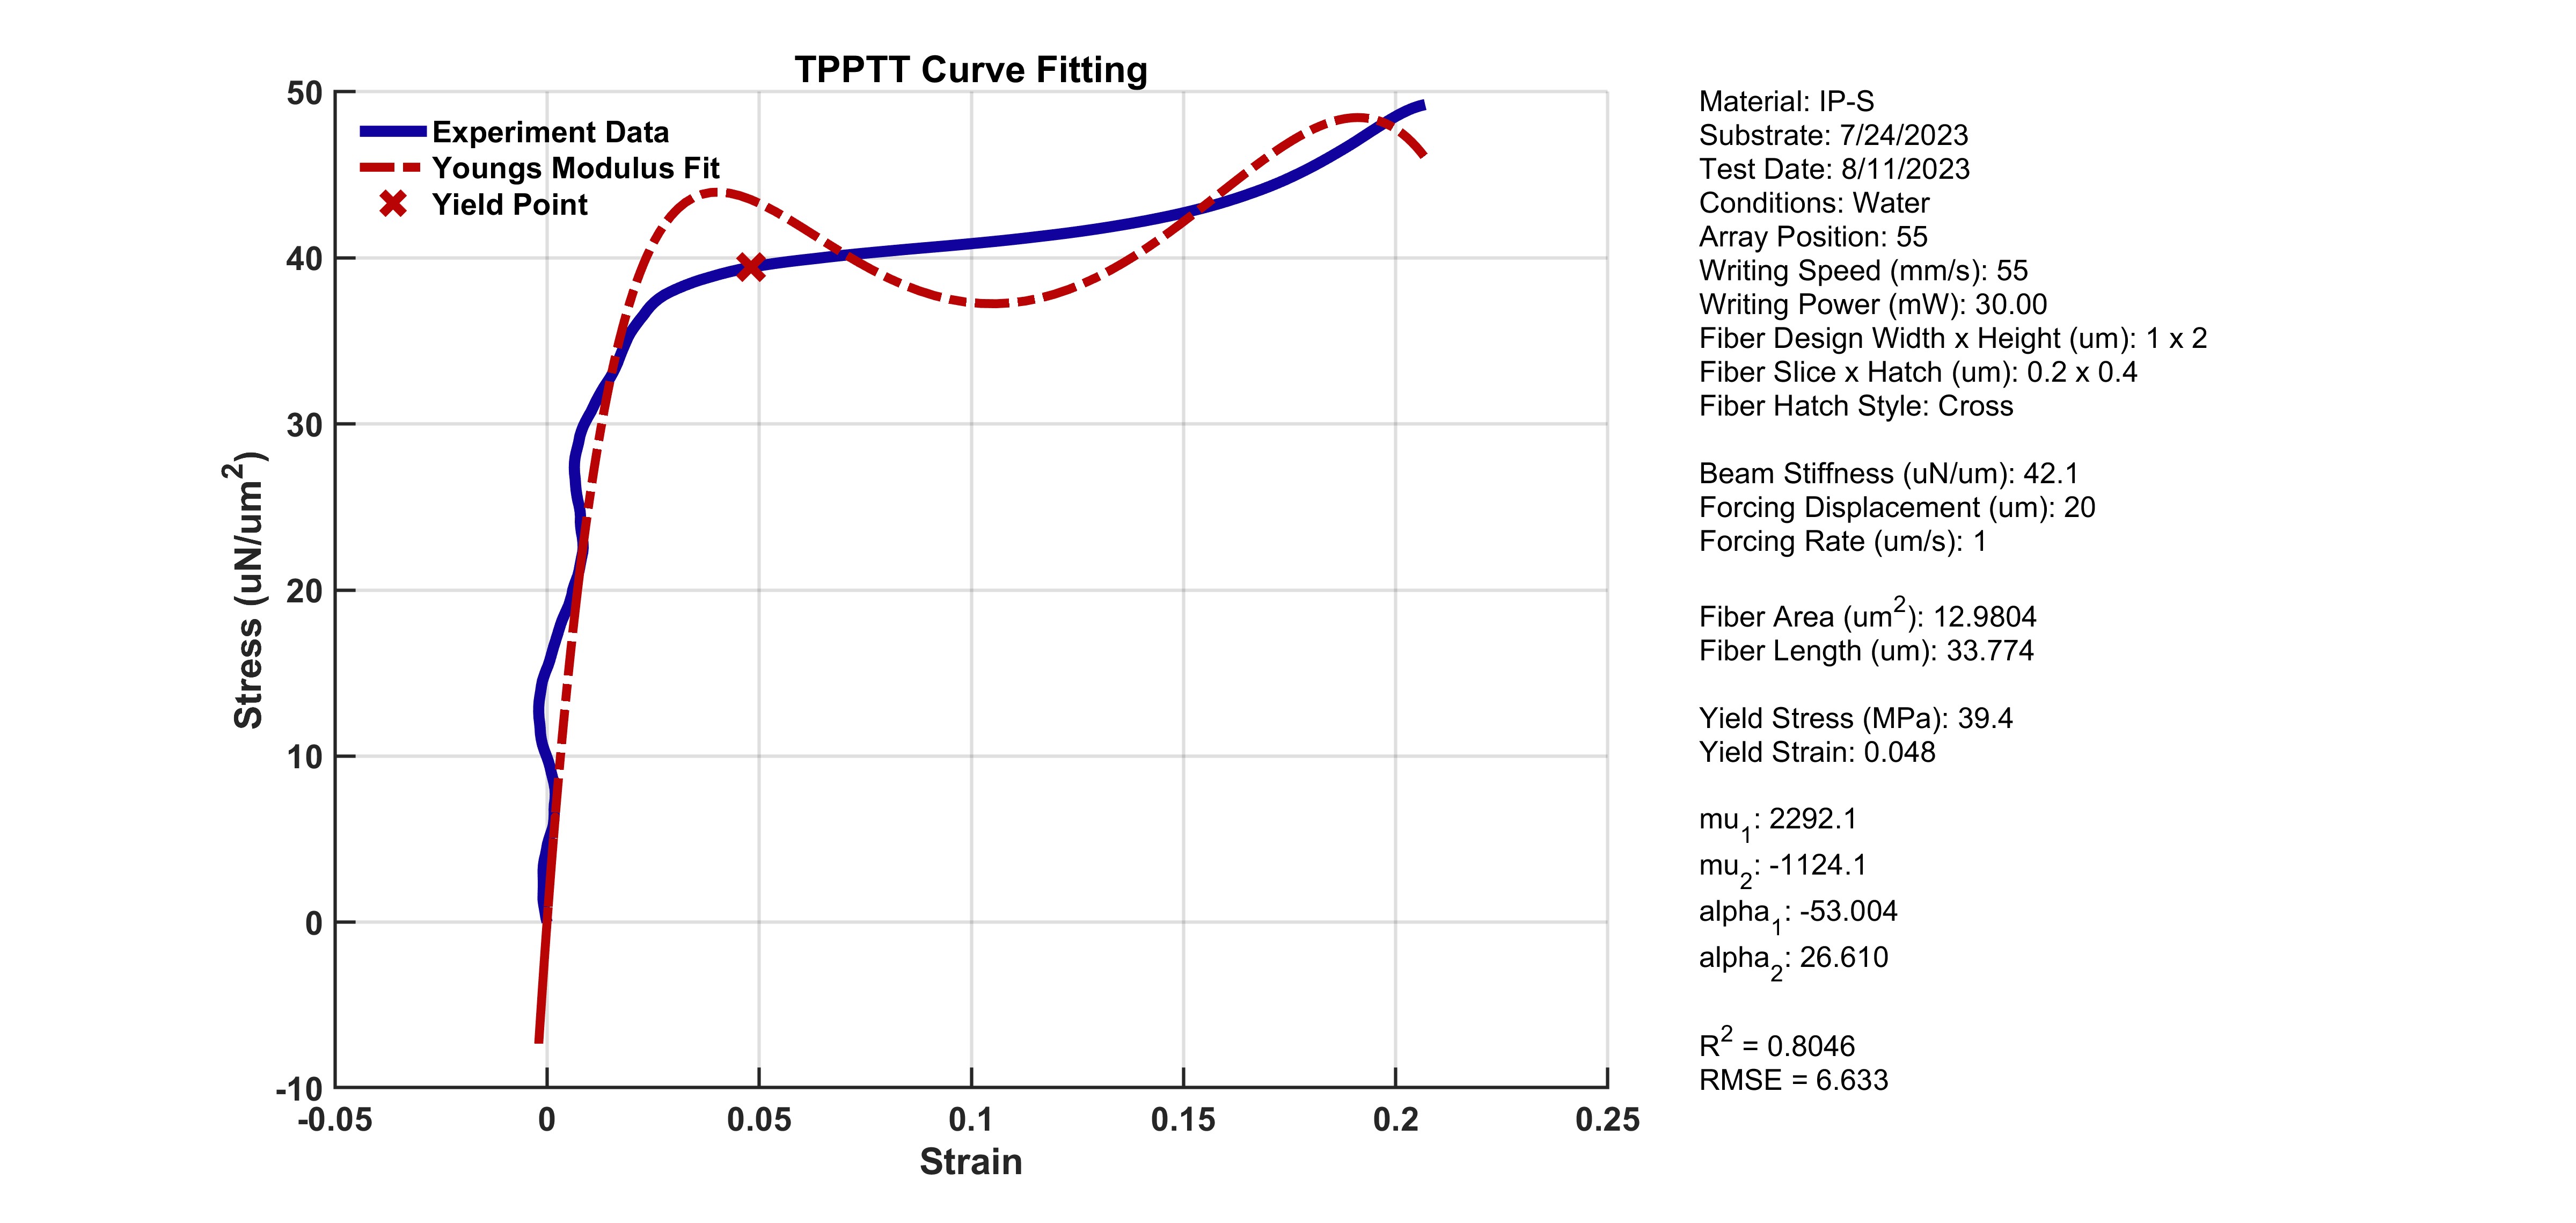 TPPTT Curve Fitting
Experiment Data
Youngs Modulus Fit
Yield Point
Stress (uN/um²)
50
40
30
20
10
0
-10
-0.05
0
0.05
0.1
0.15
0.2
0.25
Strain
Material: IP-S
Substrate: 7/24/2023
Test Date: 8/11/2023
Conditions: Water
Array Position: 55
Writing Speed (mm/s): 55
Writing Power (mW): 30.00
Fiber Design Width x Height (um): 1 x 2
Fiber Slice x Hatch (um): 0.2 x 0.4
Fiber Hatch Style: Cross
Beam Stiffness (uN/um): 42.1
Forcing Displacement (um): 20
Forcing Rate (um/s): 1
Fiber Area (um²): 12.9804
Fiber Length (um): 33.774
Yield Stress (MPa): 39.4
Yield Strain: 0.048
mu₁: 2292.1
mu₂: -1124.1
alpha₁: -53.004
alpha₂: 26.610
R² = 0.8046
RMSE = 6.633